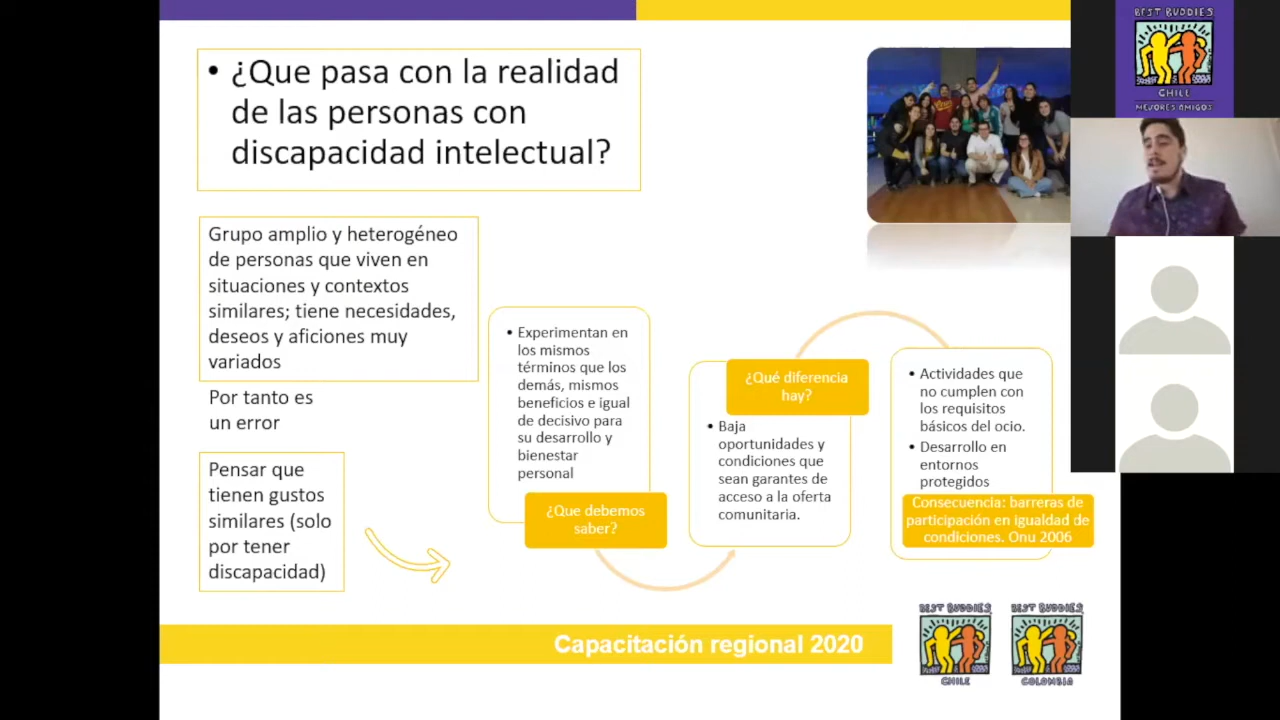 • ¿Que pasa con la realidad
de las personas con
discapacidad intelectual?
Grupo amplio y heterogéneo
de personas que viven en
situaciones y contextos
similares; tiene necesidades,
deseos y aficiones muy
variados
Por tanto es
un error
Pensar que
tienen gustos
similares (solo
por tener
discapacidad)
• Experimentan en
los mismos
términos que los
demás, mismos
beneficios e igual
de decisivo para
su desarrollo y
bienestar
personal
¿Que debemos
saber?
¿Qué diferencia
hay?
• Baja
oportunidades y
condiciones que
sean garantes de
acceso a la oferta
comunitaria.
• Actividades que
no cumplen con
los requisitos
básicos del ocio.
• Desarrollo en
entornos
protegidos
Consecuencia: barreras de
participación en igualdad de
condiciones. Onu 2006
Capacitación regional 2020
BEST BUDDIES
CHILE
BEST BUDDIES
COLOMBIA
BEST BUDDIES
CHILE
MEJORES AMIGOS